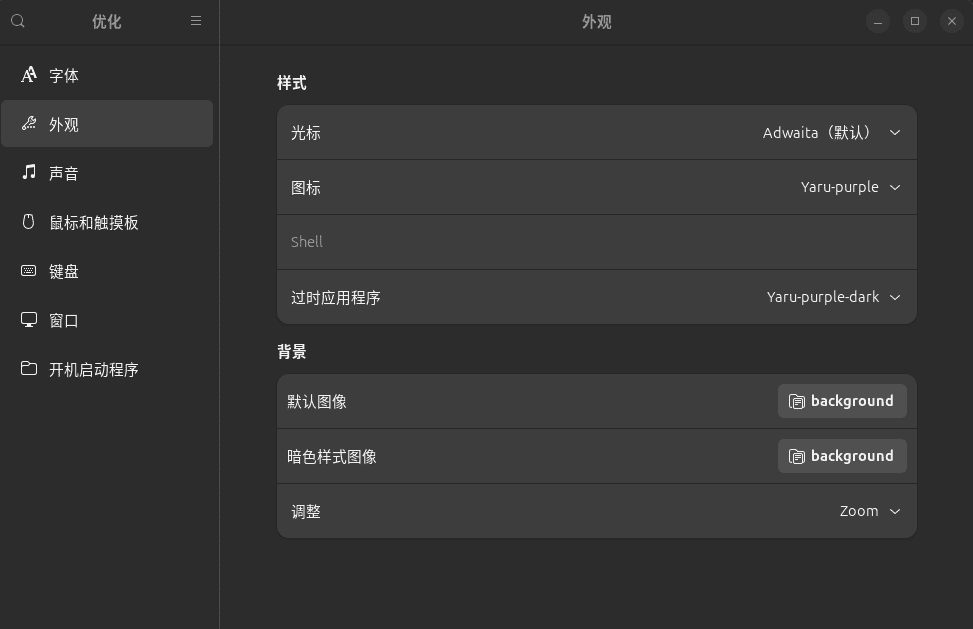 优化
外观
字体
外观
声音
鼠标和触摸板
键盘
窗口
开机启动程序
样式
光标 Adwaita（默认）
图标 Yaru-purple
Shell
过时应用程序 Yaru-purple-dark
背景
默认图像 background
暗色样式图像 background
调整 Zoom